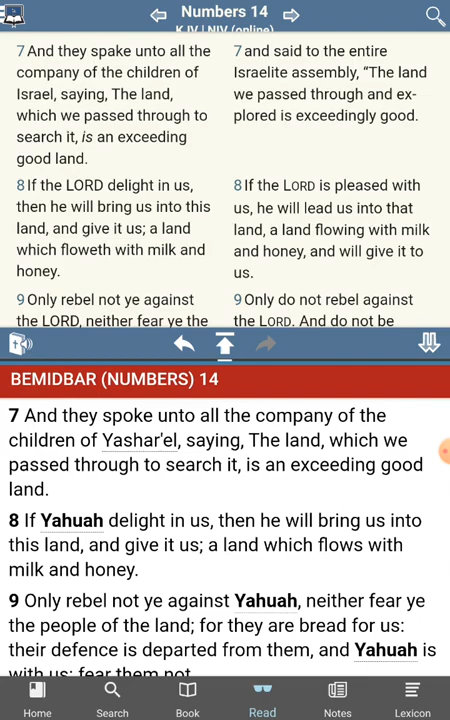 Numbers 14
KJV | NIV (online)
7 And they spake unto all the
company of the children of
Israel, saying, The land,
which we passed through to
search it, is an exceeding
good land.
8 If the LORD delight in us,
then he will bring us into this
land, and give it us; a land
which floweth with milk and
honey.
9 Only rebel not ye against
the LORD, neither fear ye the
7 and said to the entire
Israelite assembly, “The land
we passed through and ex-
plored is exceedingly good.
8 If the LORD is pleased with
us, he will lead us into that
land, a land flowing with milk
and honey, and will give it to
us.
9 Only do not rebel against
the LORD. And do not be
BEMIDBAR (NUMBERS) 14
7 And they spoke unto all the company of the
children of Yashar'el, saying, The land, which we
passed through to search it, is an exceeding good
land.
8 If Yahuah delight in us, then he will bring us into
this land, and give it us; a land which flows with
milk and honey.
9 Only rebel not ye against Yahuah, neither fear ye
the people of the land; for they are bread for us:
their defence is departed from them, and Yahuah is
with us: fear them not
Home
Search
Book
Read
Notes
Lexicon